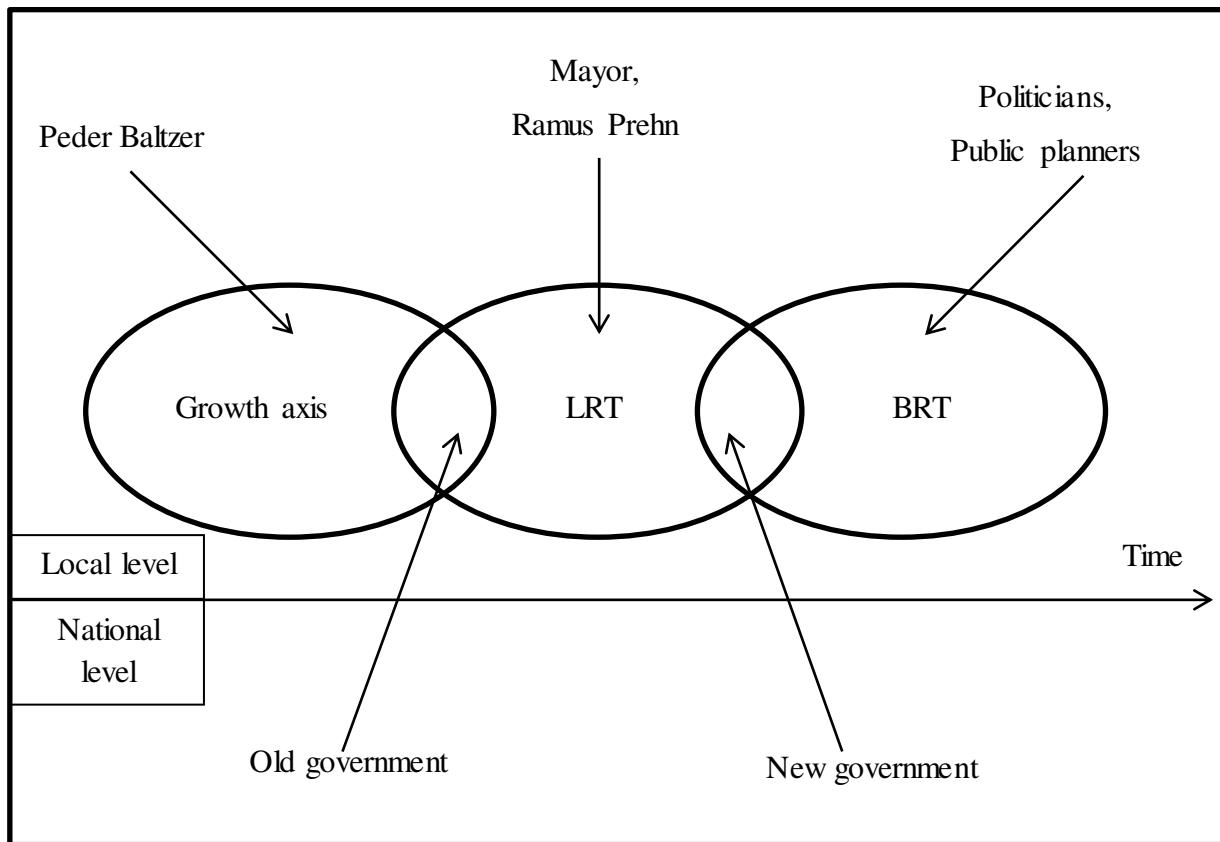 Mayor,
Ramus Prehn
Politicians,
Public planners
Peder Baltzer
Growth axis
LRT
BRT
Local level
Time
National
level
Old government
New government